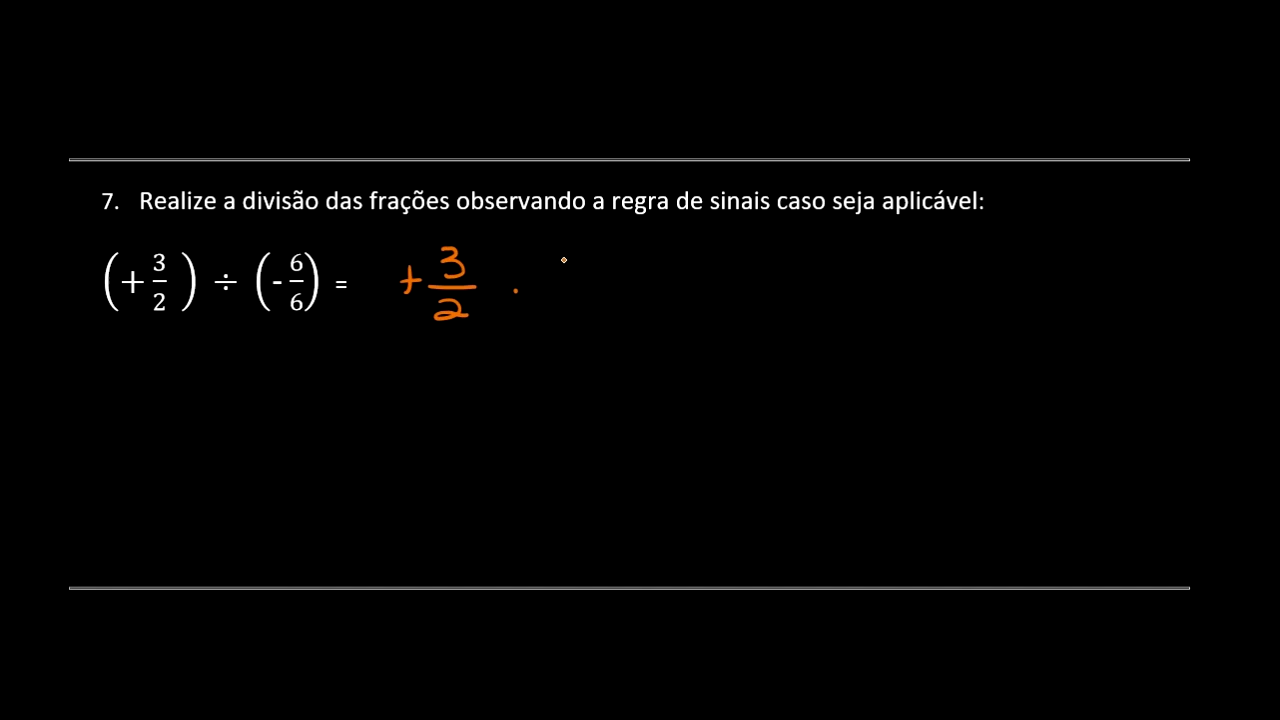 7. Realize a divisão das frações observando a regra de sinais caso seja aplicável:
(+ 3/2 ) ÷ (- 6/6) = + 3/2 .